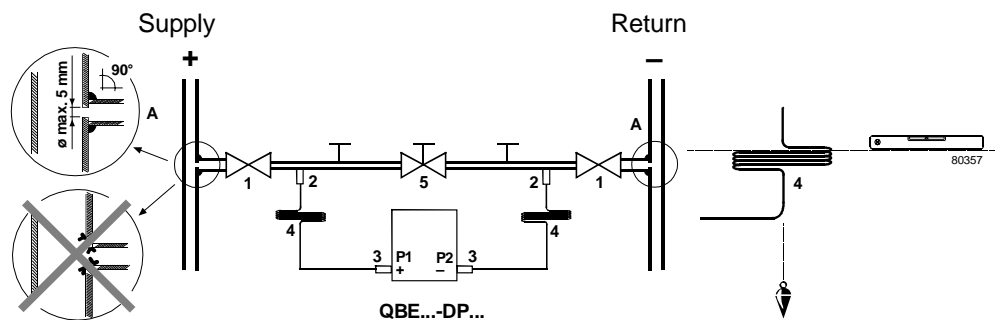 Supply
Return
+
–
90°
ø max. 5 mm
A
A
80357
1
2
5
2
1
4
4
4
3
P1
P2
3
+
–
QBE...-DP...